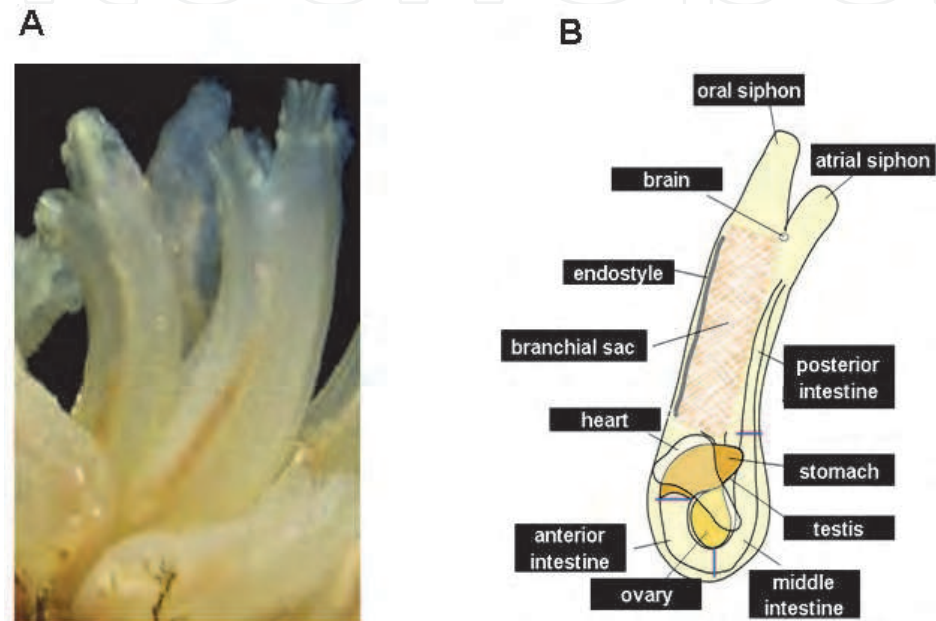 A
B
oral siphon
atrial siphon
brain
endostyle
branchial sac
posterior
intestine
heart
stomach
testis
anterior
intestine
ovary
middle
intestine